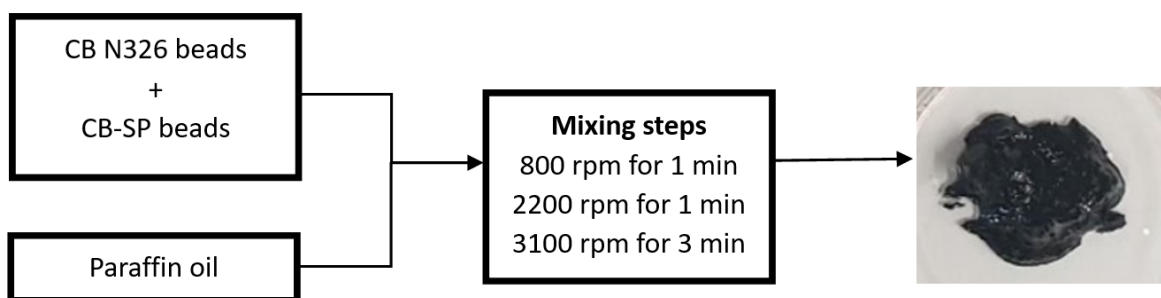 CB N326 beads
+
CB-SP beads
Paraffin oil
Mixing steps
800 rpm for 1 min
2200 rpm for 1 min
3100 rpm for 3 min